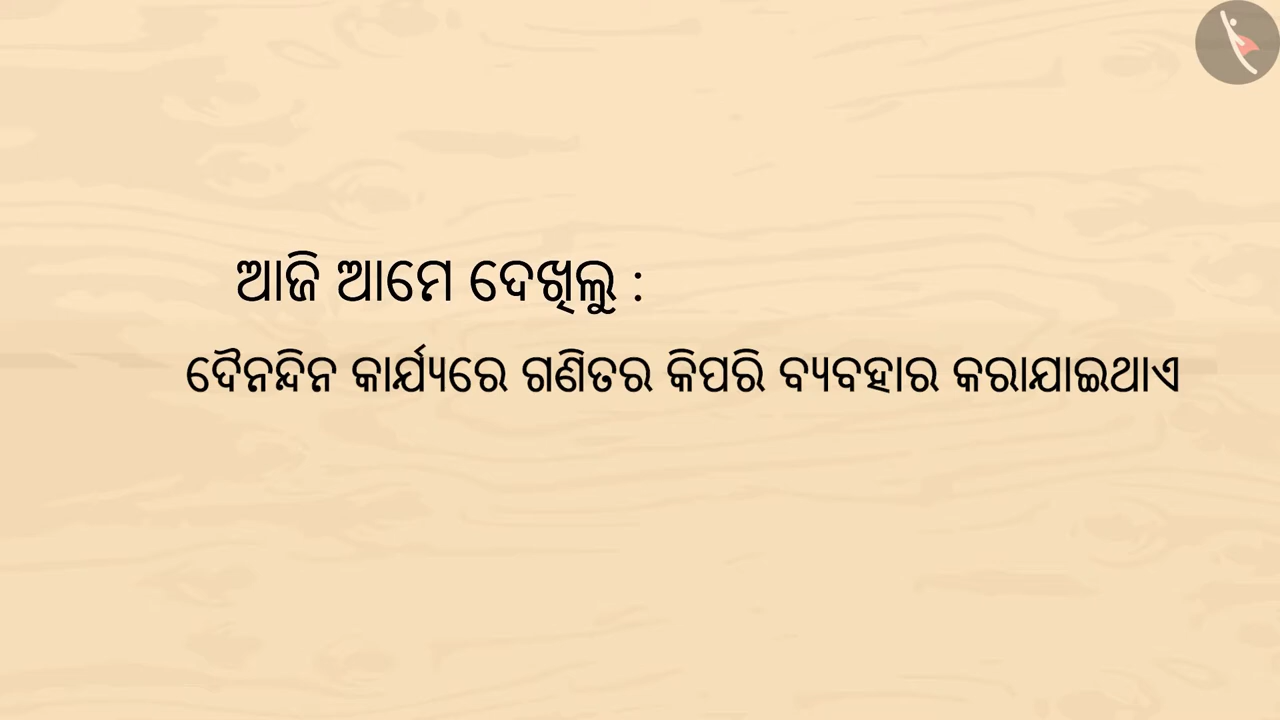 ଆଜି ଆମେ ଦେଖିଲୁ :
ଦୈନନ୍ଦିନ କାର୍ଯ୍ୟରେ ଗଣିତର କିପରି ବ୍ୟବହାର କରାଯାଇଥାଏ